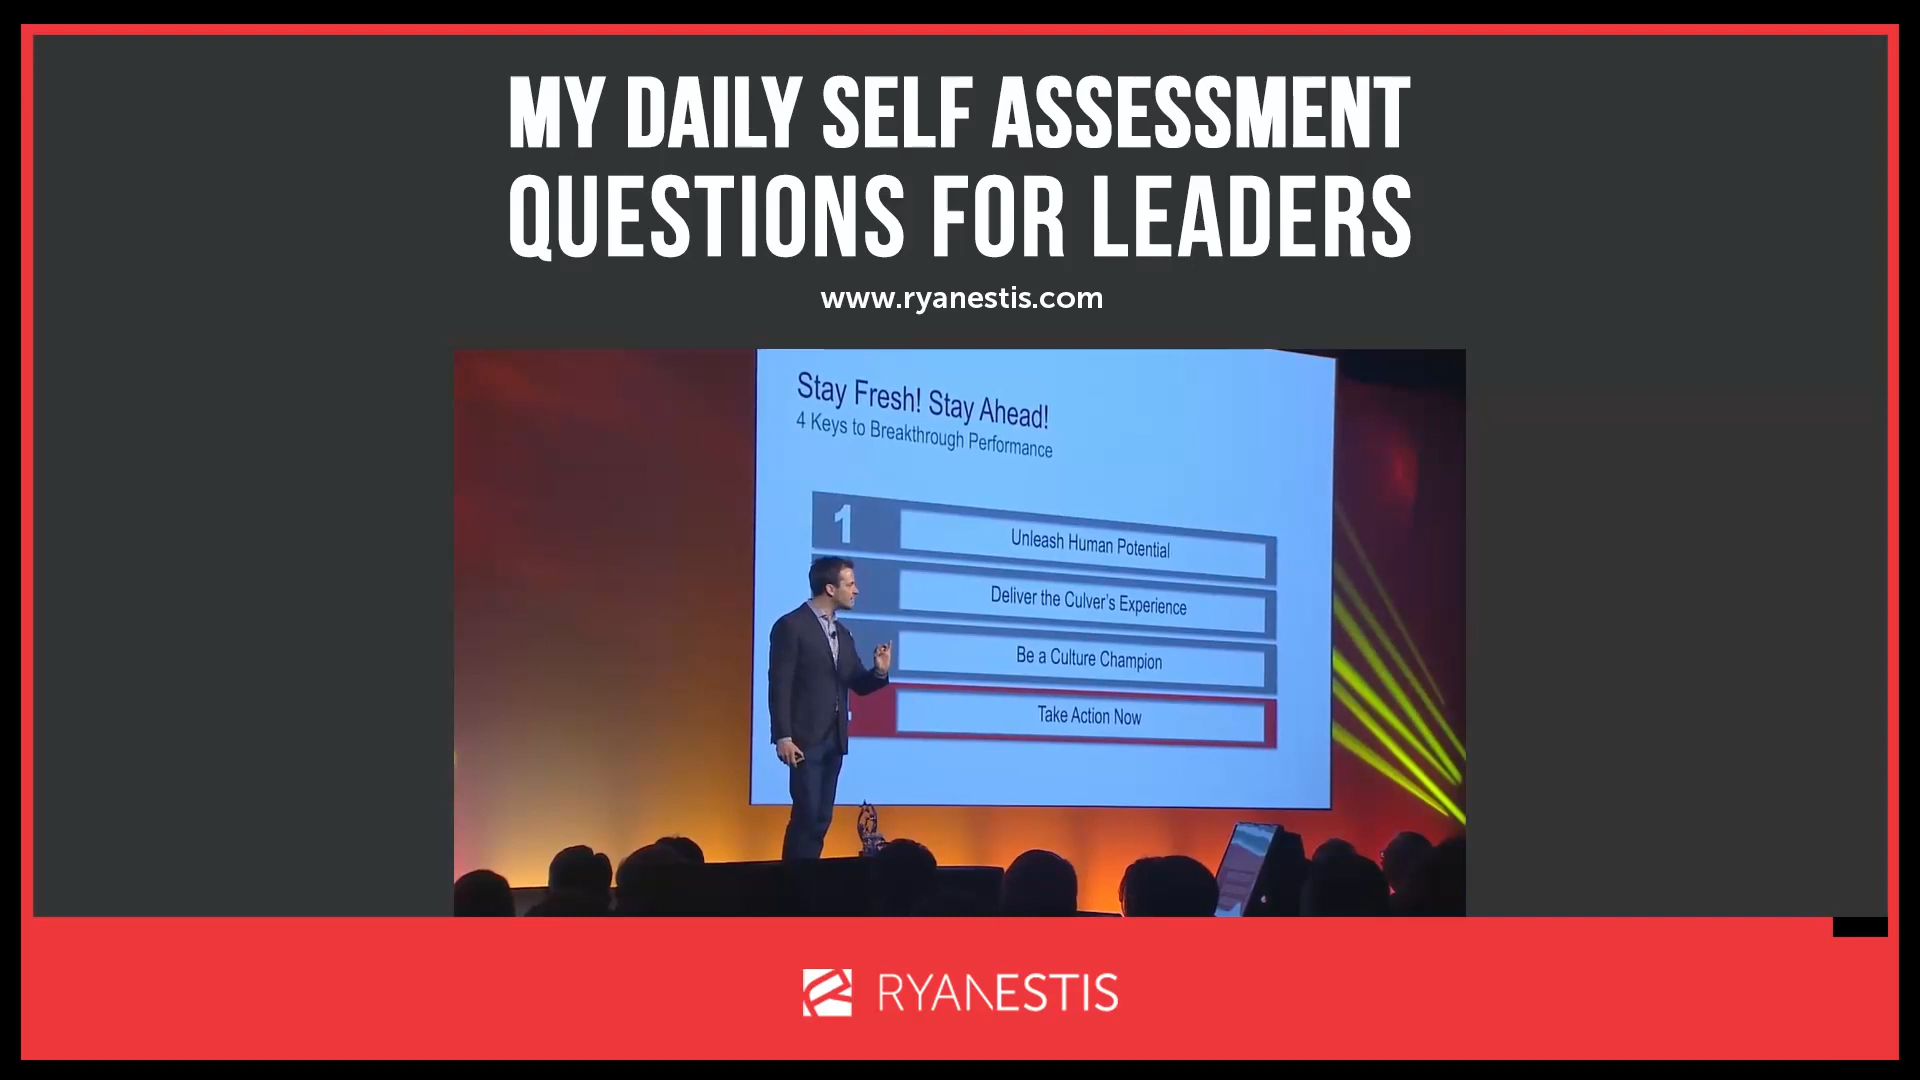 MY DAILY SELF ASSESSMENT
QUESTIONS FOR LEADERS
www.ryanestis.com
Stay Fresh! Stay Ahead!
4 Keys to Breakthrough Performance
1
Unleash Human Potential
Deliver the Culver's Experience
Be a Culture Champion
Take Action Now
RYANESTIS